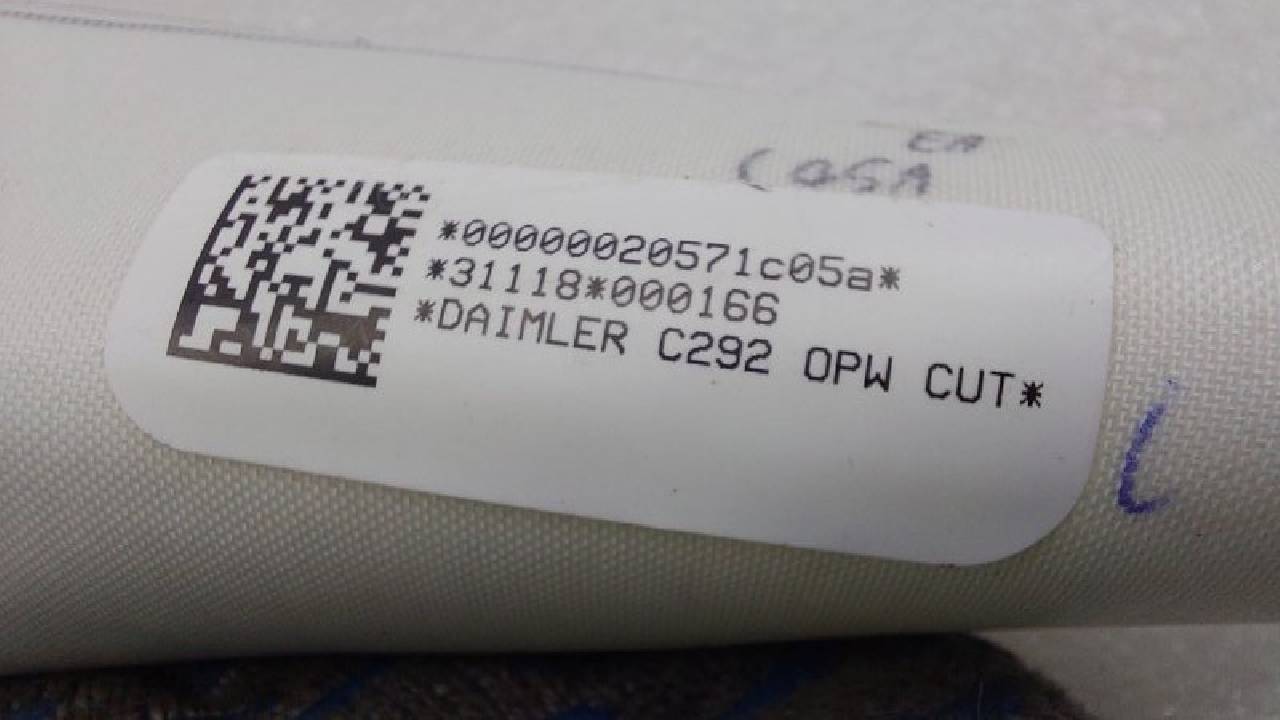 *00000020571c05a*
*31118*000166
*DAIMLER C292 OPW CUT*